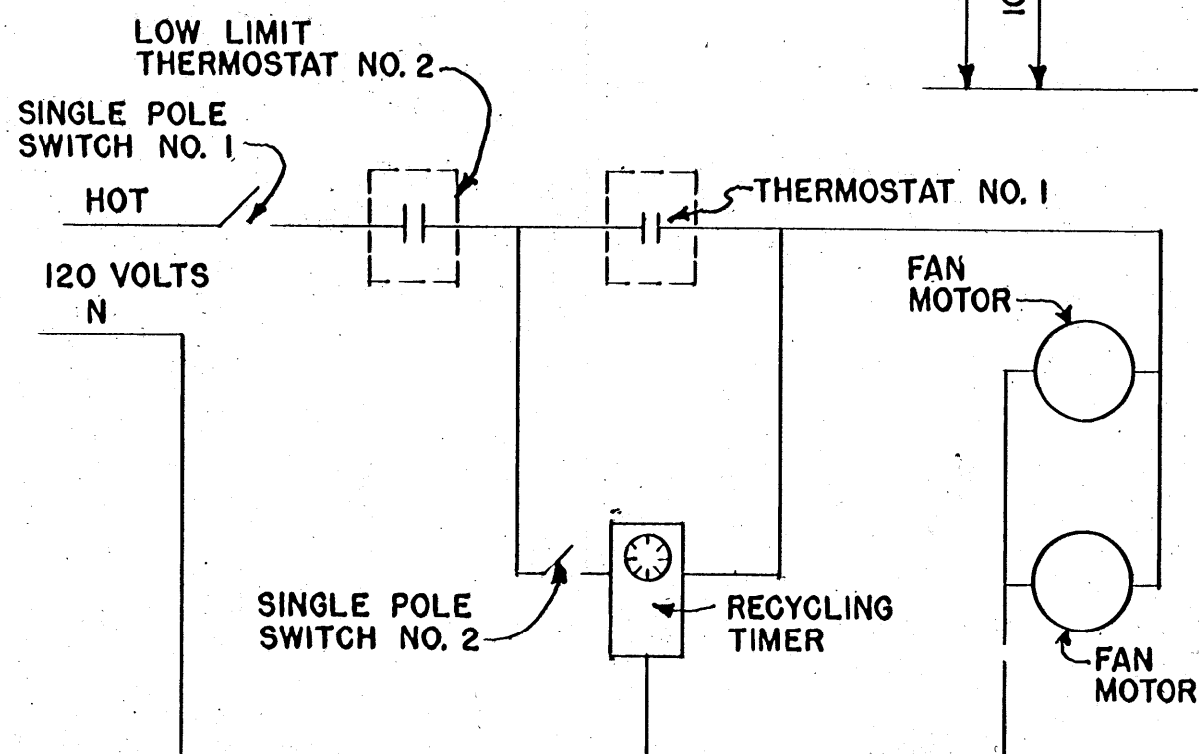 LOW LIMIT
THERMOSTAT NO. 2
SINGLE POLE
SWITCH NO. 1
HOT
120 VOLTS
N
THERMOSTAT NO. 1
FAN
MOTOR
SINGLE POLE
SWITCH NO. 2
RECYCLING
TIMER
FAN
MOTOR